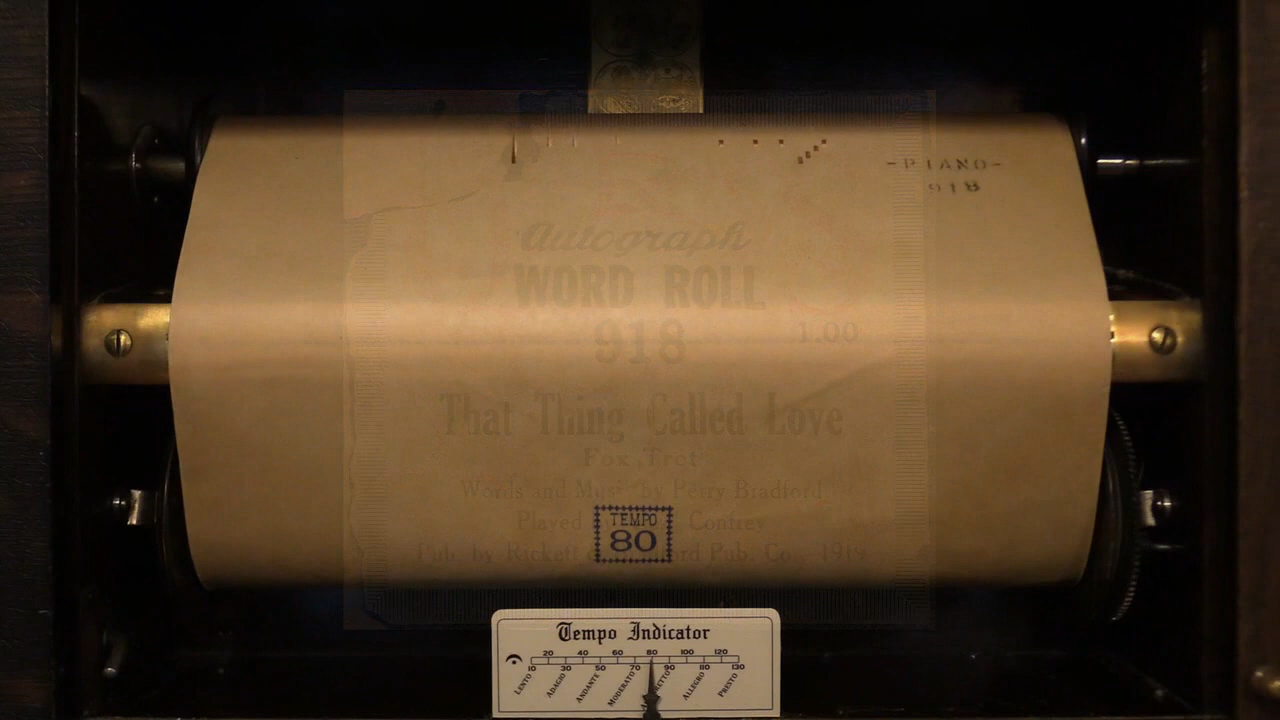 -PIANO-
918
Autograph
WORD ROLL
918 1.00
That Thing Called Love
Fox Trot
Words and Music by Perry Bradford
Played Confrey
Pub. by Rickett Pub. Co., 1919
TEMPO
80
Tempo Indicator
20 40 60 80 100 120
10 30 50 70 90 110 130
LENTO ADAGIO ANDANTE MODERATO ALLEGRO PRESTO